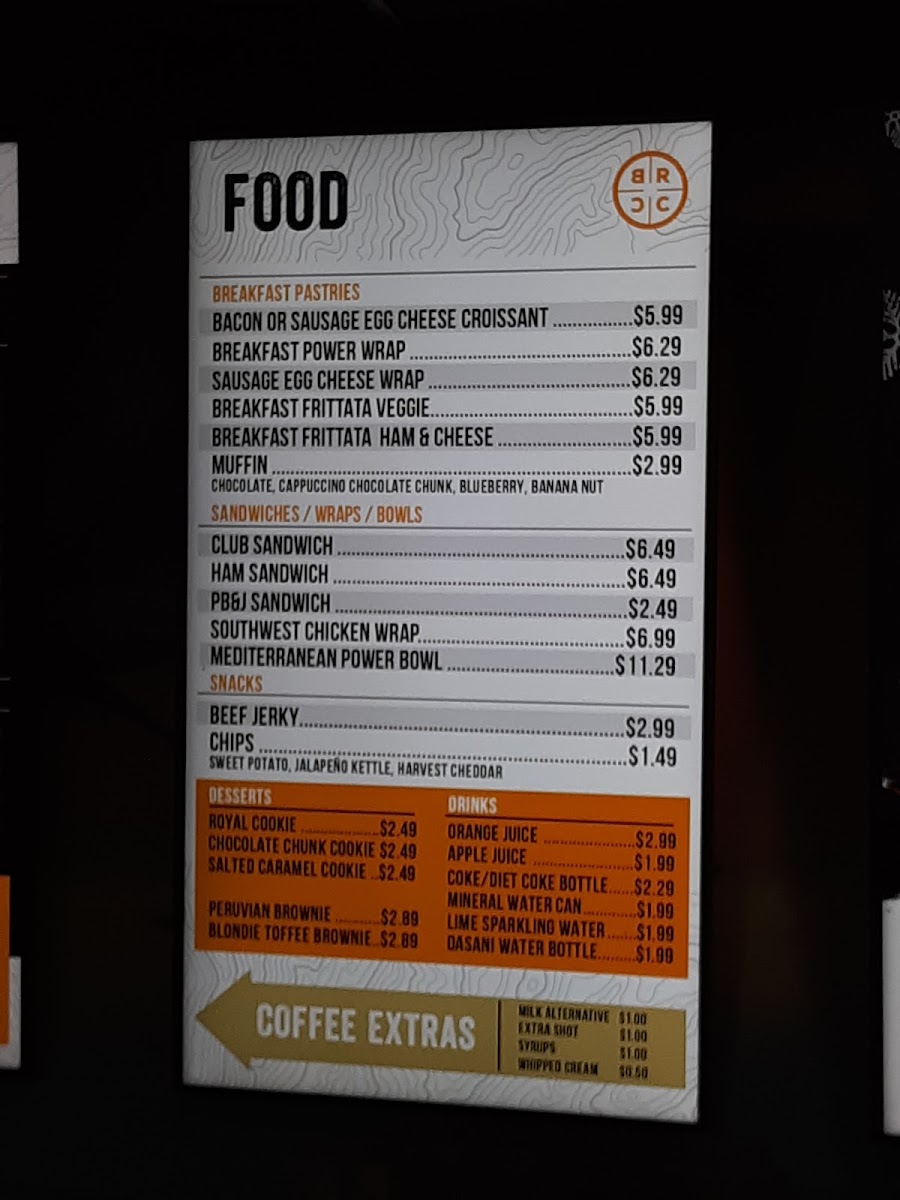 FOOD
BR
CC
BREAKFAST PASTRIES
BACON OR SAUSAGE EGG CHEESE CROISSANT ................$5.99
BREAKFAST POWER WRAP ................$6.29
SAUSAGE EGG CHEESE WRAP ................$6.29
BREAKFAST FRITTATA VEGGIE................$5.99
BREAKFAST FRITTATA HAM & CHEESE ................$5.99
MUFFIN ................$2.99
CHOCOLATE, CAPPUCCINO CHOCOLATE CHUNK, BLUEBERRY, BANANA NUT
SANDWICHES / WRAPS / BOWLS
CLUB SANDWICH ................$6.49
HAM SANDWICH ................$6.49
PB&J SANDWICH ................$2.49
SOUTHWEST CHICKEN WRAP................$6.99
MEDITERRANEAN POWER BOWL ................$11.29
SNACKS
BEEF JERKY................$2.99
CHIPS ................$1.49
SWEET POTATO, JALAPEÑO KETTLE, HARVEST CHEDDAR
DESSERTS
ROYAL COOKIE ................$2.49
CHOCOLATE CHUNK COOKIE $2.49
SALTED CARAMEL COOKIE ..$2.49
PERUVIAN BROWNIE ...........$2.89
BLONDIE TOFFEE BROWNIE..$2.89
DRINKS
ORANGE JUICE ................$2.99
APPLE JUICE ................$1.99
COKE/DIET COKE BOTTLE......$2.29
MINERAL WATER CAN............$1.99
LIME SPARKLING WATER.......$1.99
DASANI WATER BOTTLE.........$1.99
COFFEE EXTRAS
MILK ALTERNATIVE $1.00
EXTRA SHOT $1.00
SYRUPS $1.00
WHIPPED CREAM $0.50